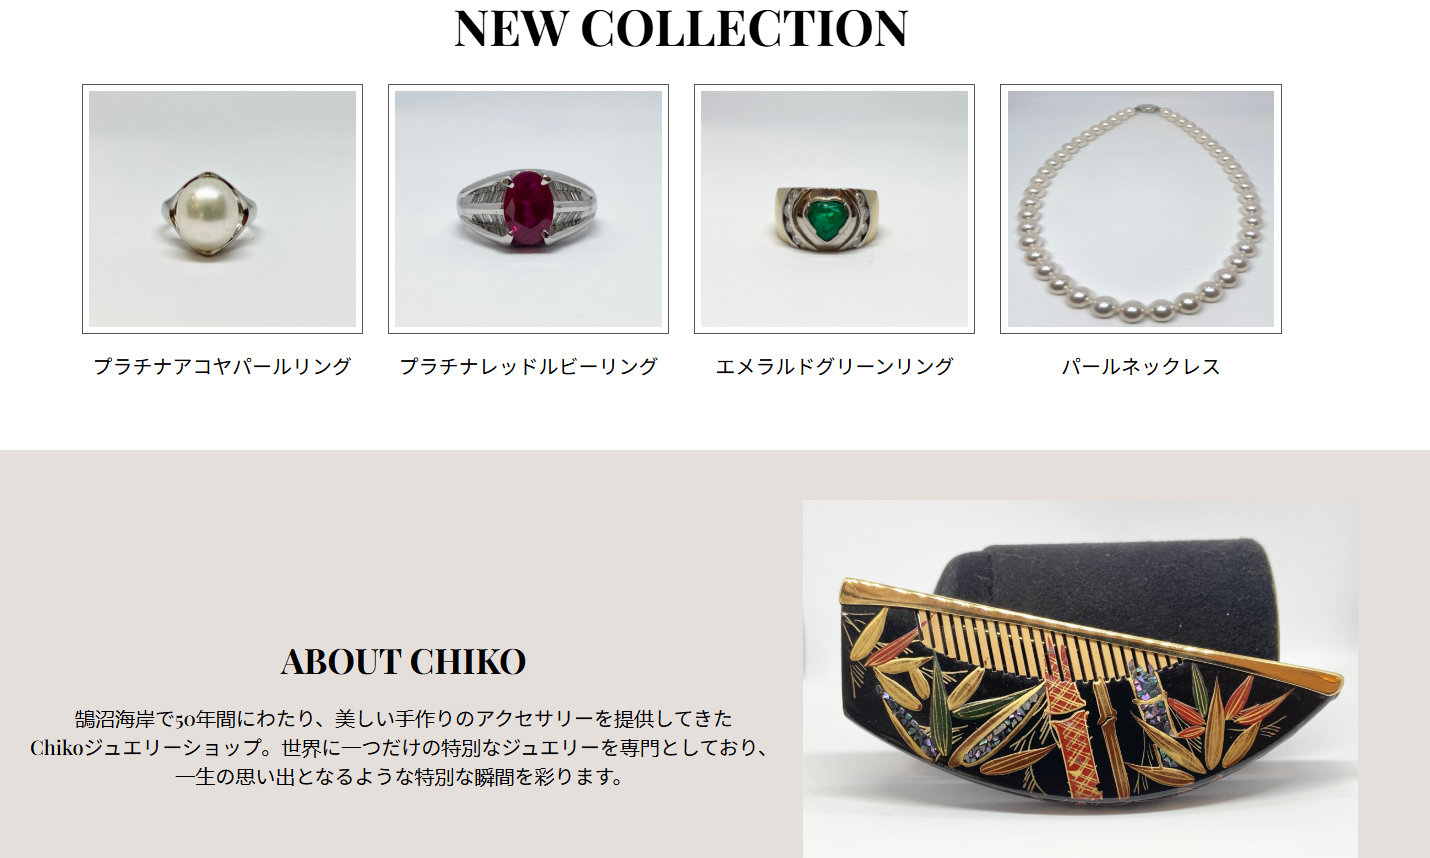 NEW COLLECTION
プラチナアコヤパールリング
プラチナレッドルビーリング
エメラルドグリーンリング
パールネックレス
ABOUT CHIKO
鵠沼海岸で50年間にわたり、美しい手作りのアクセサリーを提供してきた
Chikoジュエリーショップ。世界に一つだけの特別なジュエリーを専門としており、
一生の思い出となるような特別な瞬間を彩ります。